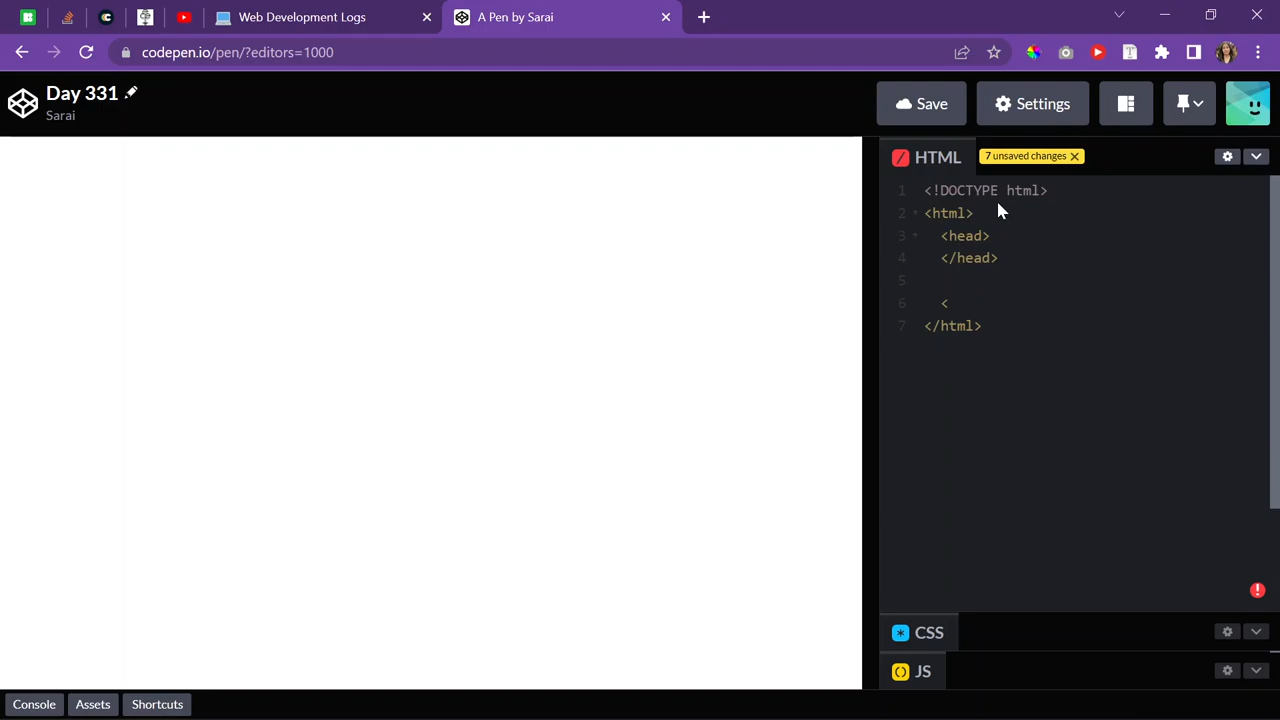 Web Development Logs
A Pen by Sarai
codepen.io/pen/?editors=1000
Day 331
Sarai
Save
Settings
HTML
7 unsaved changes
1 <!DOCTYPE html>
2 <html>
3 <head>
4 </head>
5
6 <
7 </html>
CSS
JS
Console
Assets
Shortcuts